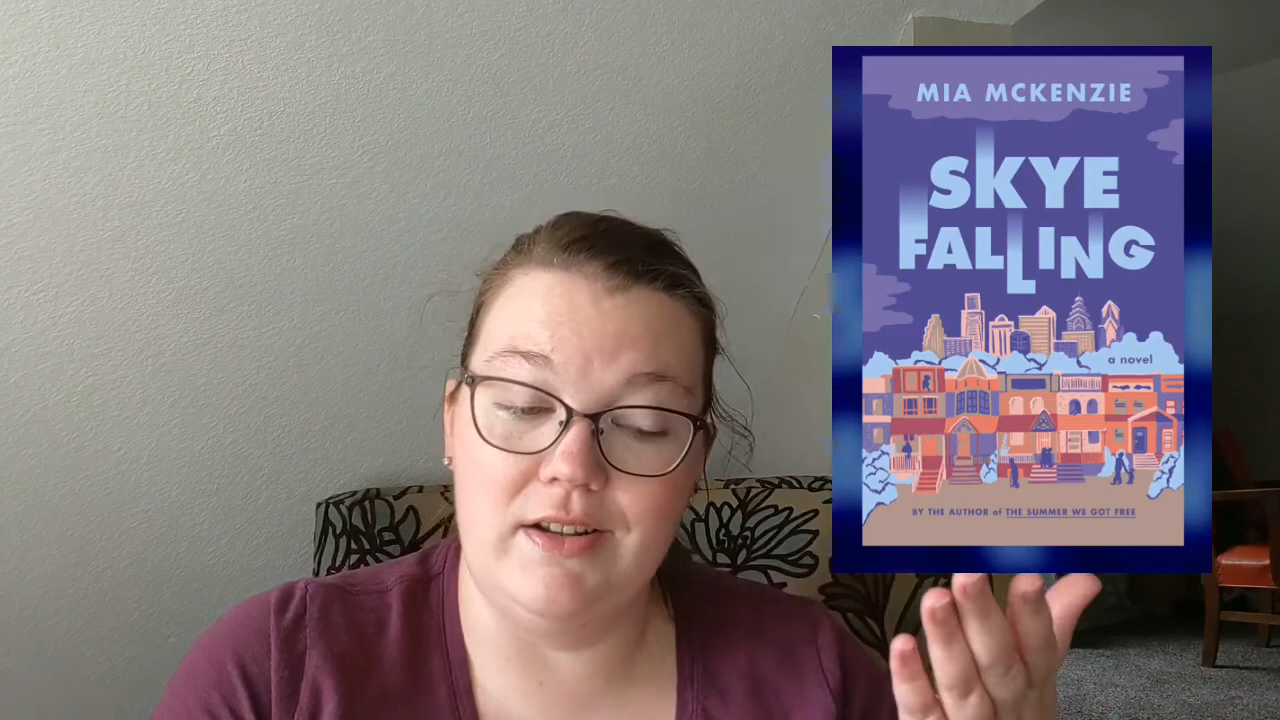 MIA MCKENZIE
SKYE
FALLING
a novel
BY THE AUTHOR of THE SUMMER WE GOT FREE